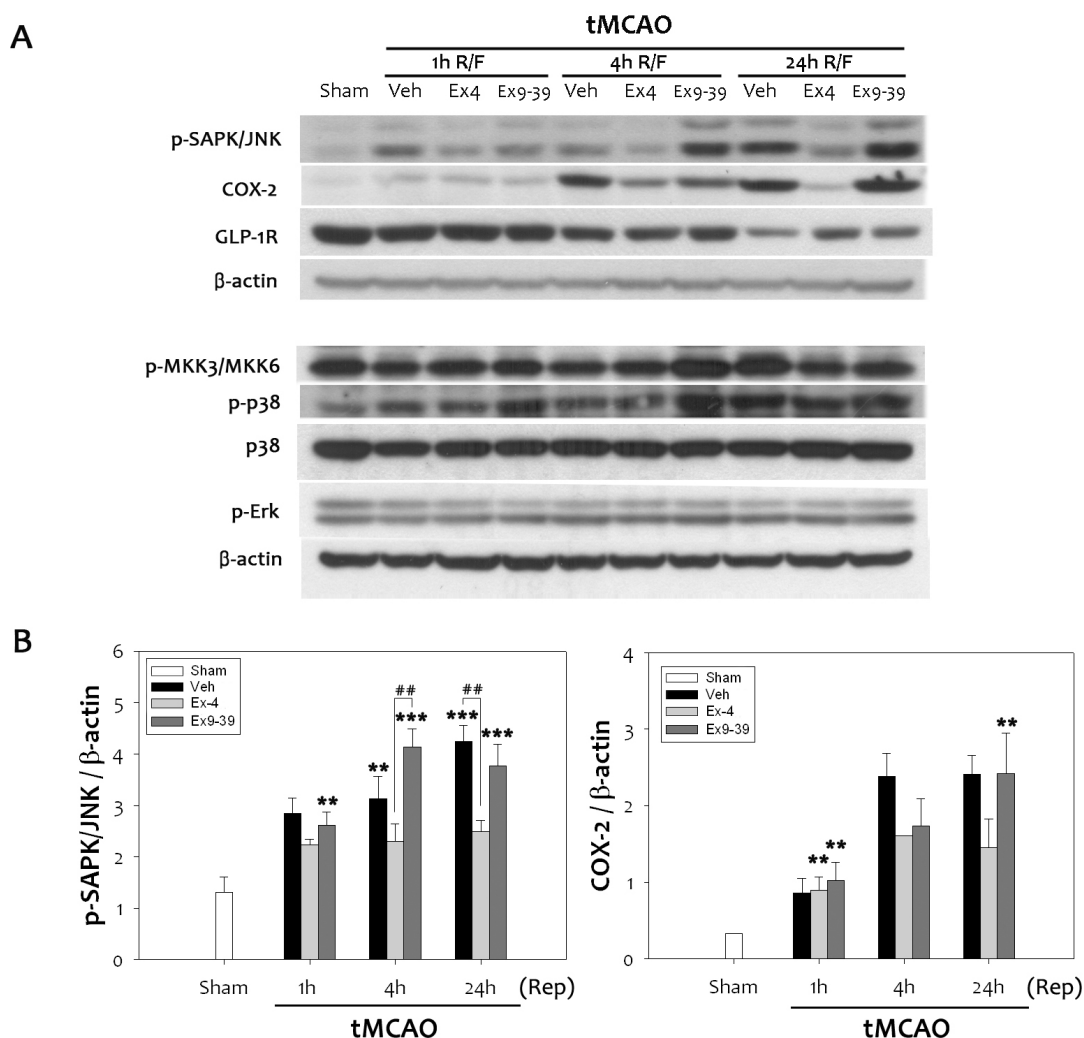 A
tMCAO
1h R/F 4h R/F 24h R/F
Sham Veh Ex4 Ex9-39 Veh Ex4 Ex9-39 Veh Ex4 Ex9-39
p-SAPK/JNK
COX-2
GLP-1R
β-actin
p-MKK3/MKK6
p-p38
p38
p-Erk
β-actin
B
p-SAPK/JNK / β-actin
6
5
4
3
2
1
0
Sham
Veh
Ex-4
Ex9-39
**
**
##
***
##
***
***
Sham 1h 4h 24h (Rep)
tMCAO
COX-2 / β-actin
4
3
2
1
0
Sham
Veh
Ex-4
Ex9-39
**
**
**
Sham 1h 4h 24h (Rep)
tMCAO